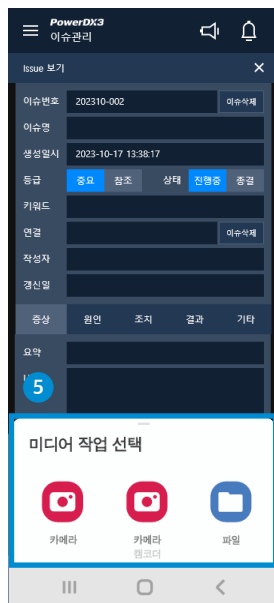 PowerDX3
이슈관리
Issue 보기
이슈번호 202310-002 이슈삭제
이슈명
생성일시 2023-10-17 13:38:17
등급 중요 참조 상태 진행중 종결
키워드
연결 이슈삭제
작성자
갱신일
증상 원인 조치 결과 기타
요약
5
미디어 작업 선택
카메라 카메라 파일
캠코더